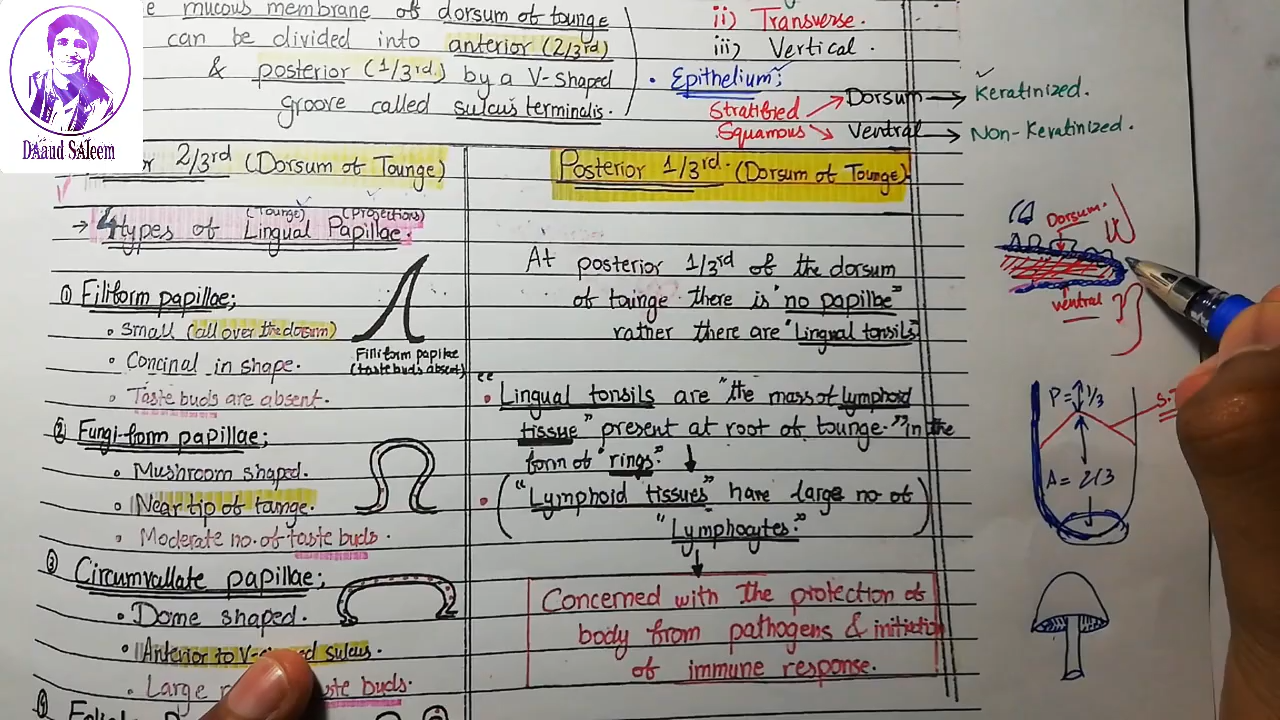 mucous membrane of dorsum of tounge
can be divided into anterior (2/3rd)
& posterior (1/3rd.) by a V-shaped
groove called sulcus terminalis.
ii) Transverse.
iii) Vertical.
• Epithelium;
Stratified Squamous
Dorsum → Keratinized.
Ventral → Non-Keratinized.
DAaud SAleem
2/3rd (Dorsum of Tounge)
→ 4 types of Lingual Papillae.
(Tounge) (Projections)
① Filiform papillae;
• Small (all over the dorsum)
• Concinal in shape.
• Taste buds are absent.
Filliform papillae
(taste buds absent)
② Fungi-form papillae;
• Mushroom shaped.
• Near tip of tounge.
• Moderate no. of taste buds.
③ Circumvallate papillae;
• Dome shaped.
• Anterior to sulcus.
• Large taste buds.
④
Posterior 1/3rd. (Dorsum of Tounge)
At posterior 1/3rd of the dorsum
of tounge there is "no papillae"
rather there are "Lingual tonsils"
• Lingual tonsils are "the mass of lymphoid
tissue" present at root of tounge." in the
form of "rings". ↓
• ("Lymphoid tissues" have large no of
"Lymphocytes.")
↓
Concerned with the protection of
body from pathogens & initiation
of immune response.
Dorsum.
ventral
P= 1/3
S.T
A= 2/3